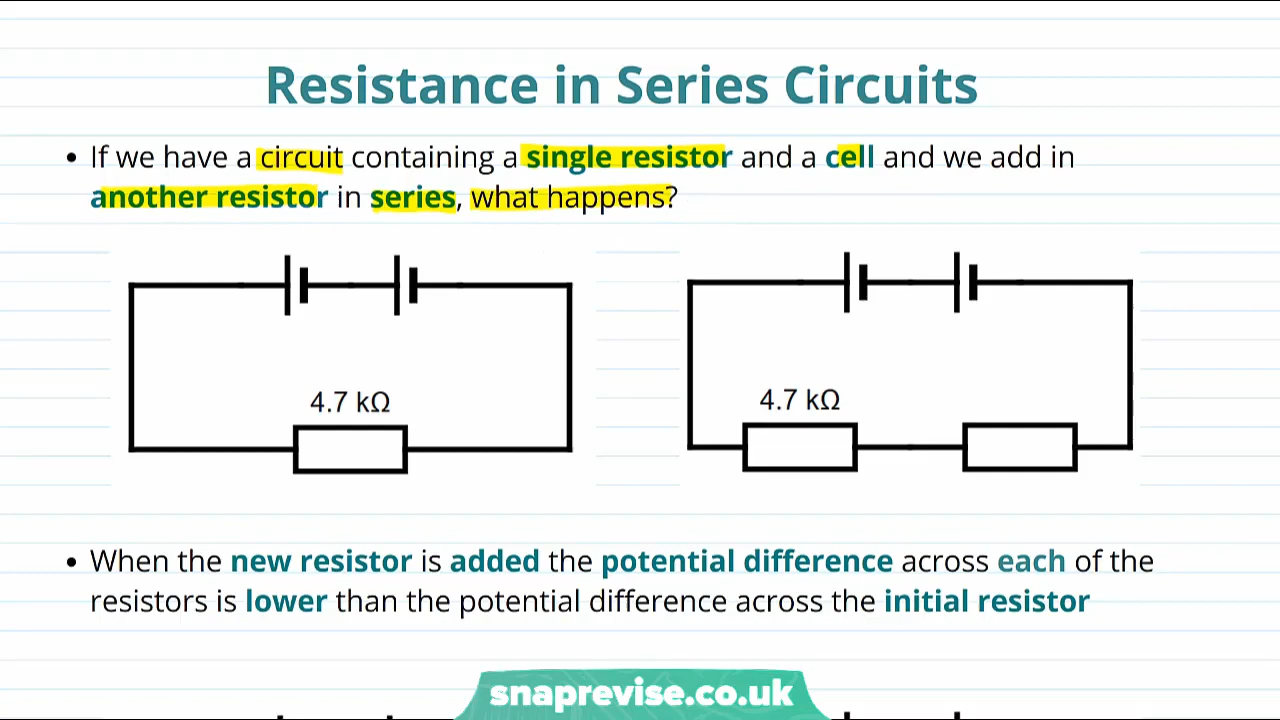 Resistance in Series Circuits
• If we have a circuit containing a single resistor and a cell and we add in
another resistor in series, what happens?
4.7 kΩ
4.7 kΩ
• When the new resistor is added the potential difference across each of the
resistors is lower than the potential difference across the initial resistor
snaprevise.co.uk